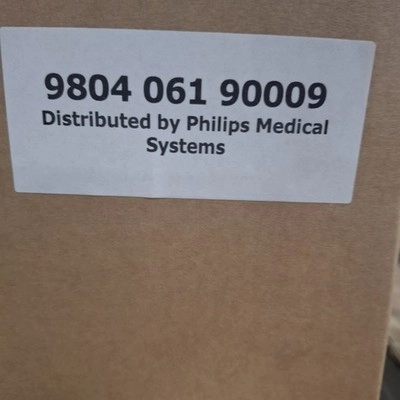 9804 061 90009
Distributed by Philips Medical
Systems